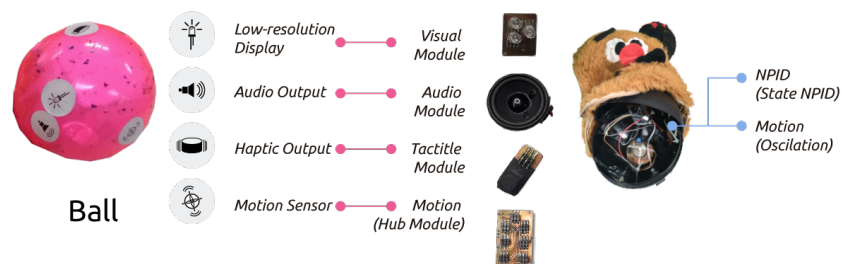 Low-resolution
Display
Visual
Module
Audio Output
Audio
Module
Haptic Output
Tactitle
Module
Motion Sensor
Motion
(Hub Module)
NPID
(State NPID)
Motion
(Oscilation)
Ball